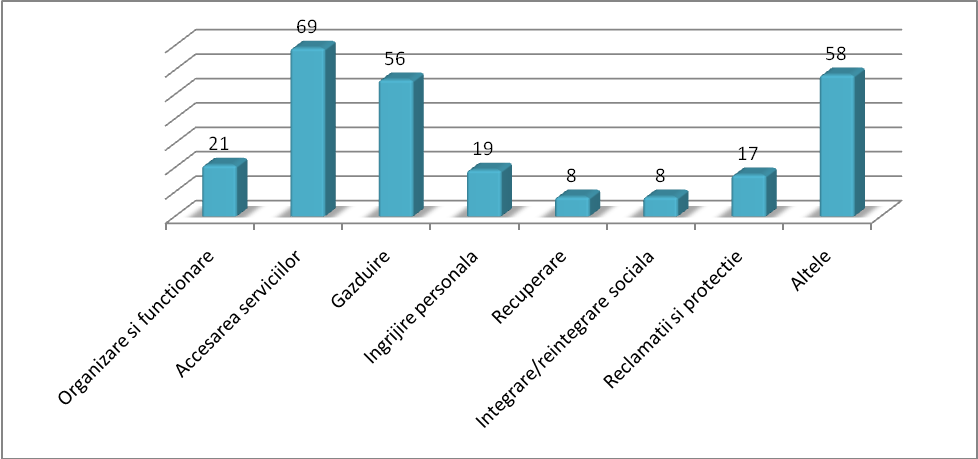 21
69
56
19
8
8
17
58
Organizare si functionare
Accesarea serviciilor
Gazduire
Ingrijire personala
Recuperare
Integrare/reintegrare sociala
Reclamatii si protectie
Altele